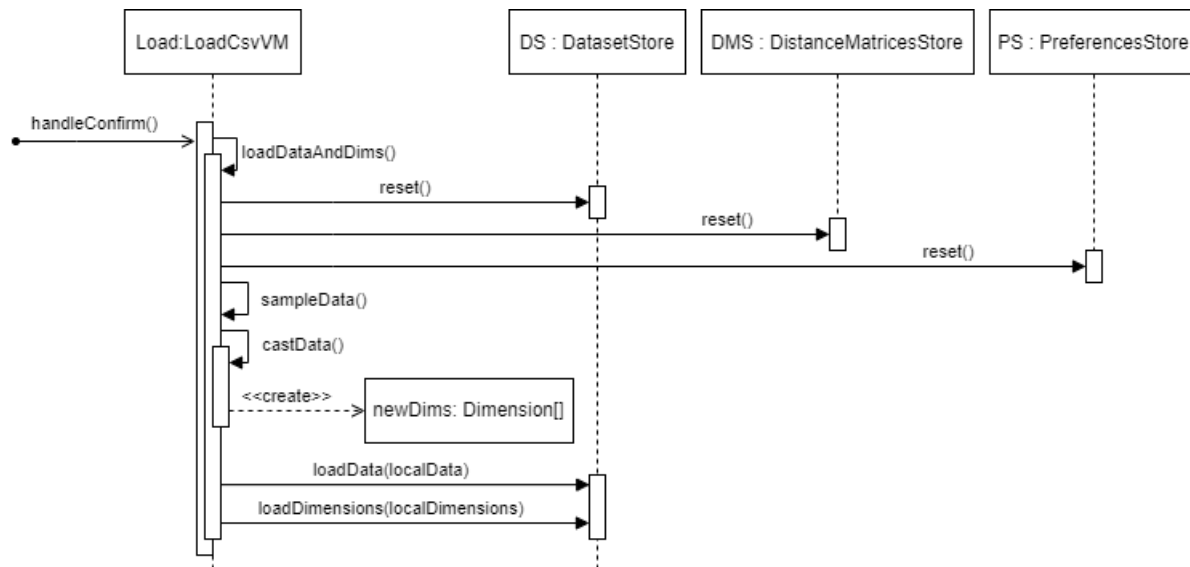 Load:LoadCsvVM
DS : DatasetStore
DMS : DistanceMatricesStore
PS : PreferencesStore
handleConfirm()
loadDataAndDims()
reset()
reset()
reset()
sampleData()
castData()
<<create>>
newDims: Dimension[]
loadData(localData)
loadDimensions(localDimensions)